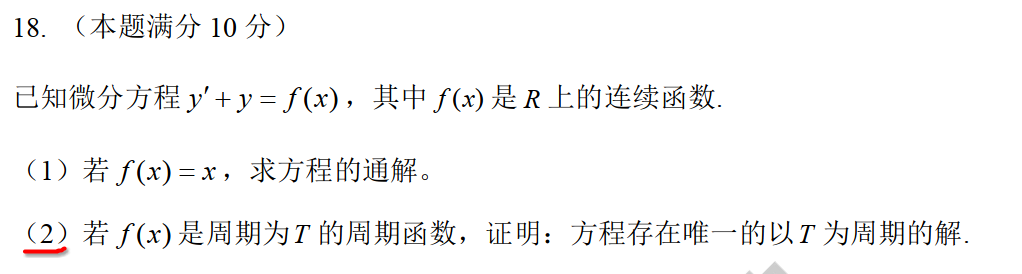 18. （本题满分 10 分）
已知微分方程 y′ + y = f(x)，其中 f(x) 是 R 上的连续函数.
（1）若 f(x) = x，求方程的通解。
（2）若 f(x) 是周期为 T 的周期函数，证明：方程存在唯一的以 T 为周期的解.